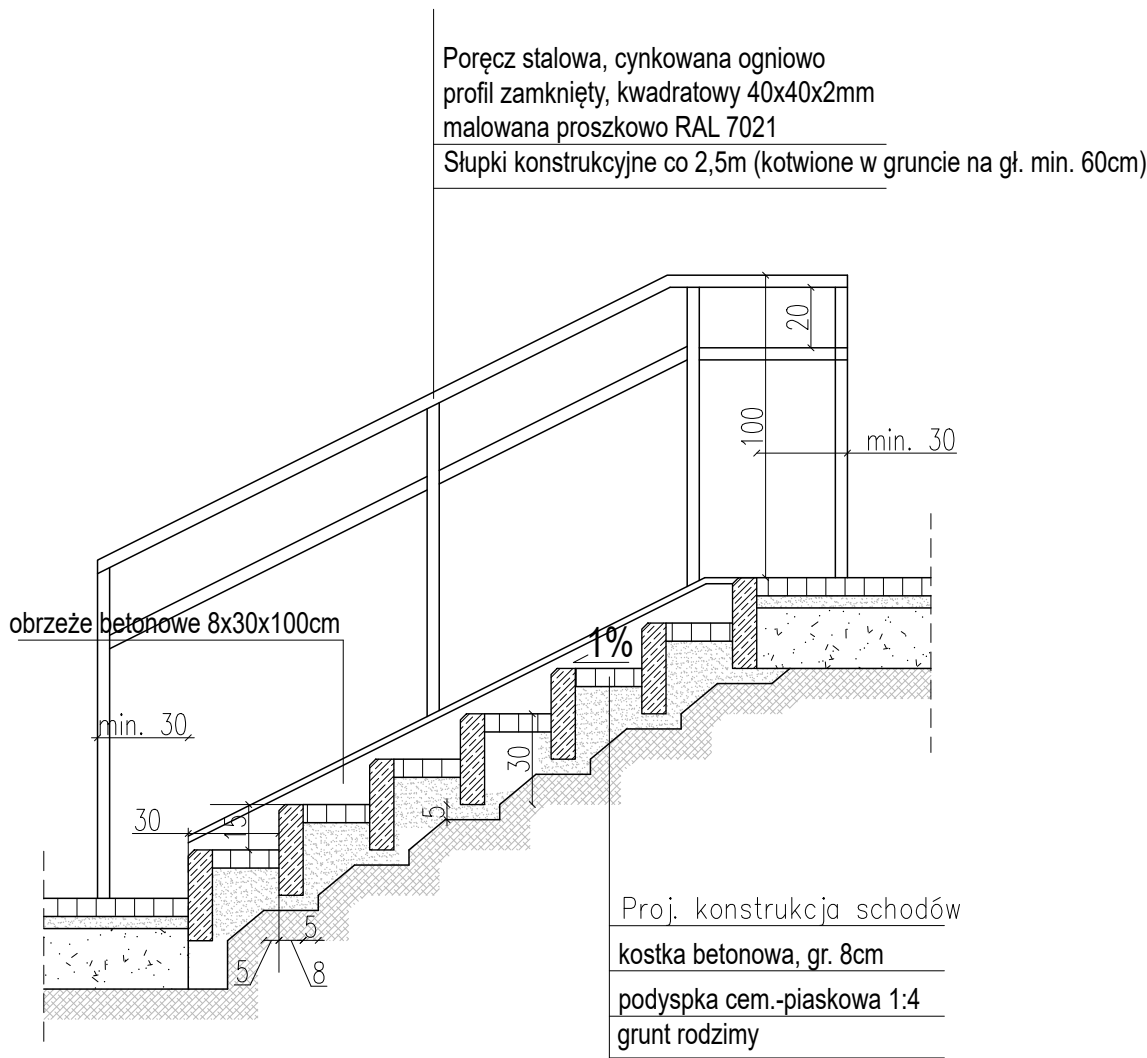 Poręcz stalowa, cynkowana ogniowo
profil zamknięty, kwadratowy 40x40x2mm
malowana proszkowo RAL 7021
Słupki konstrukcyjne co 2,5m (kotwione w gruncie na gł. min. 60cm)
20
100
min. 30
obrzeże betonowe 8x30x100cm
1%
min. 30
30
30
15
5
5
5
8
Proj. konstrukcja schodów
kostka betonowa, gr. 8cm
podyspka cem.-piaskowa 1:4
grunt rodzimy